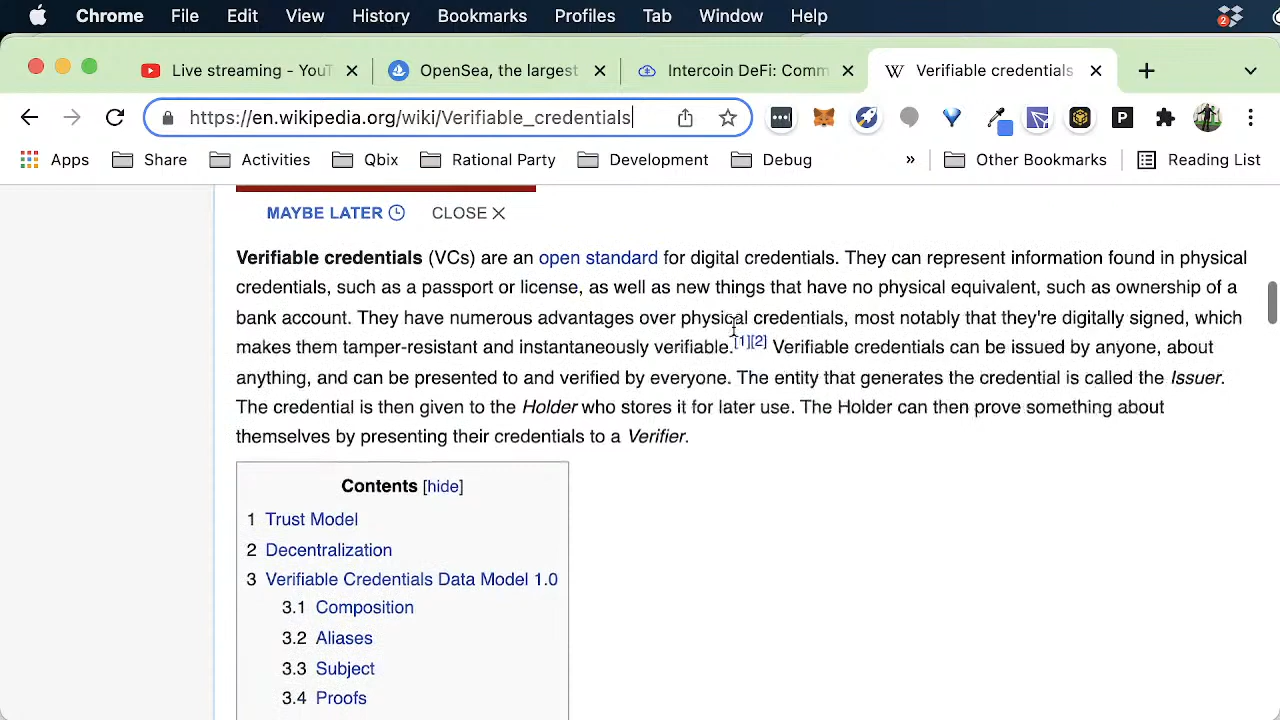 Chrome File Edit View History Bookmarks Profiles Tab Window Help 2
Live streaming - YouT OpenSea, the largest Intercoin DeFi: Comm Verifiable credentials
https://en.wikipedia.org/wiki/Verifiable_credentials P
Apps Share Activities Qbix Rational Party Development Debug » Other Bookmarks Reading List
MAYBE LATER CLOSE
Verifiable credentials (VCs) are an open standard for digital credentials. They can represent information found in physical
credentials, such as a passport or license, as well as new things that have no physical equivalent, such as ownership of a
bank account. They have numerous advantages over physical credentials, most notably that they're digitally signed, which
makes them tamper-resistant and instantaneously verifiable.[1][2] Verifiable credentials can be issued by anyone, about
anything, and can be presented to and verified by everyone. The entity that generates the credential is called the Issuer.
The credential is then given to the Holder who stores it for later use. The Holder can then prove something about
themselves by presenting their credentials to a Verifier.
Contents [hide]
1 Trust Model
2 Decentralization
3 Verifiable Credentials Data Model 1.0
3.1 Composition
3.2 Aliases
3.3 Subject
3.4 Proofs